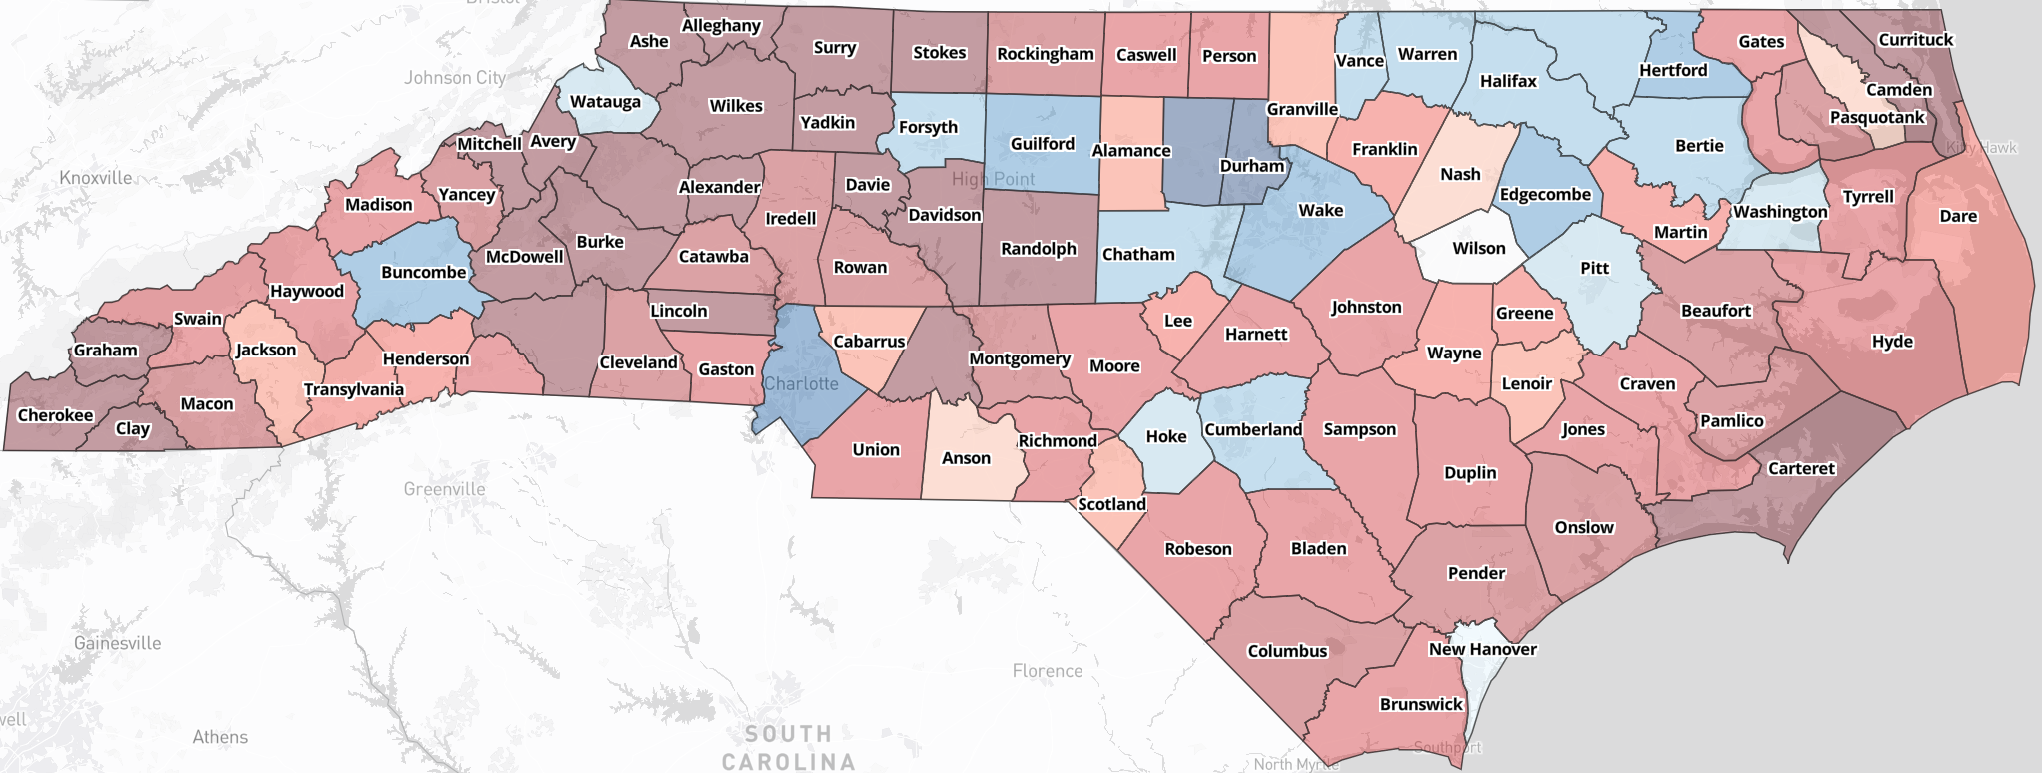 Bristol
Alleghany
Ashe
Surry
Stokes
Rockingham
Caswell
Person
Granville
Vance
Warren
Halifax
Hertford
Gates
Currituck
Camden
Pasquotank
Kitty Hawk
Johnson City
Watauga
Wilkes
Yadkin
Forsyth
Guilford
Alamance
Durham
Franklin
Nash
Edgecombe
Bertie
Mitchell
Avery
Knoxville
Madison
Yancey
Alexander
Iredell
Davie
High Point
Davidson
Randolph
Chatham
Wake
Wilson
Pitt
Martin
Washington
Tyrrell
Dare
Buncombe
McDowell
Burke
Catawba
Rowan
Haywood
Swain
Lincoln
Graham
Jackson
Henderson
Transylvania
Cleveland
Gaston
Charlotte
Cabarrus
Montgomery
Moore
Lee
Harnett
Johnston
Wayne
Greene
Lenoir
Craven
Beaufort
Hyde
Pamlico
Carteret
Cherokee
Clay
Macon
Union
Anson
Richmond
Scotland
Hoke
Cumberland
Sampson
Duplin
Jones
Onslow
Greenville
Robeson
Bladen
Pender
Columbus
New Hanover
Brunswick
Gainesville
Florence
well
Athens
SOUTH
CAROLINA
North Myrtle
Southport